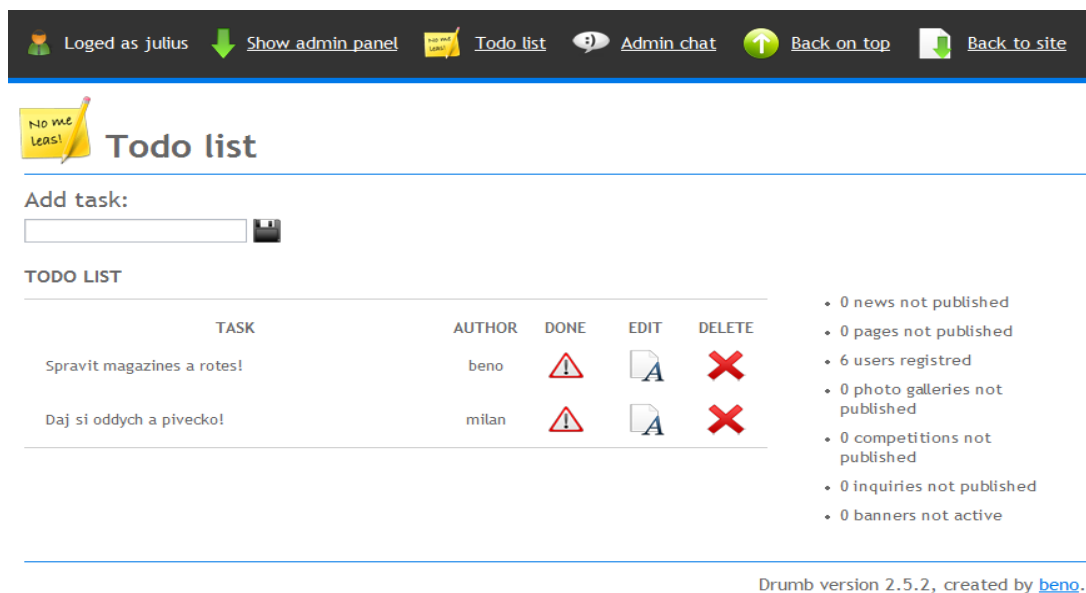 Loged as julius Show admin panel No me Leas! Todo list Admin chat Back on top Back to site
No me
Leas!
Todo list
Add task:
TODO LIST
TASK AUTHOR DONE EDIT DELETE
Spravit magazines a rotes! beno A
Daj si oddych a pivecko! milan A
0 news not published
0 pages not published
6 users registred
0 photo galleries not
published
0 competitions not
published
0 inquiries not published
0 banners not active
Drumb version 2.5.2, created by beno.